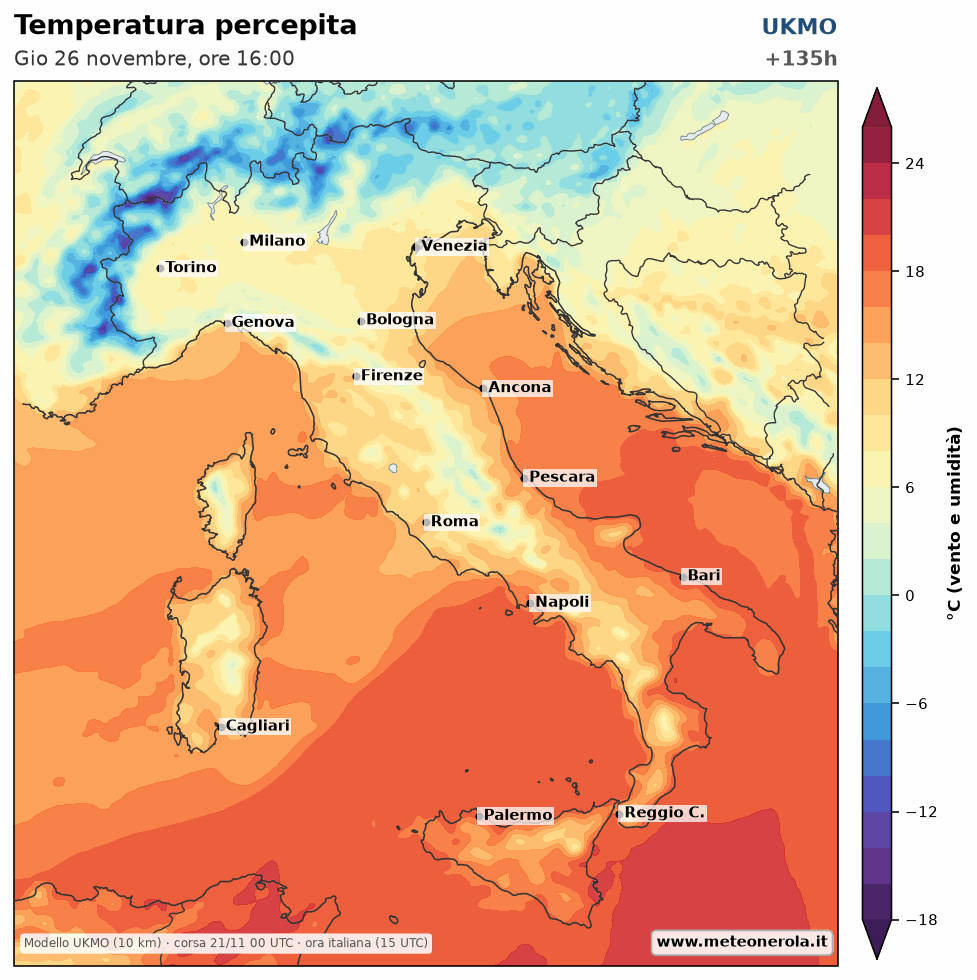 Temperatura percepita
UKMO
Gio 26 novembre, ore 16:00
+135h
Milano
Venezia
Torino
Genova
Bologna
Firenze
Ancona
Pescara
Roma
Bari
Napoli
Cagliari
Palermo
Reggio C.
24
18
12
6
0
−6
−12
−18
°C (vento e umidità)
Modello UKMO (10 km) · corsa 21/11 00 UTC · ora italiana (15 UTC)
www.meteonerola.it